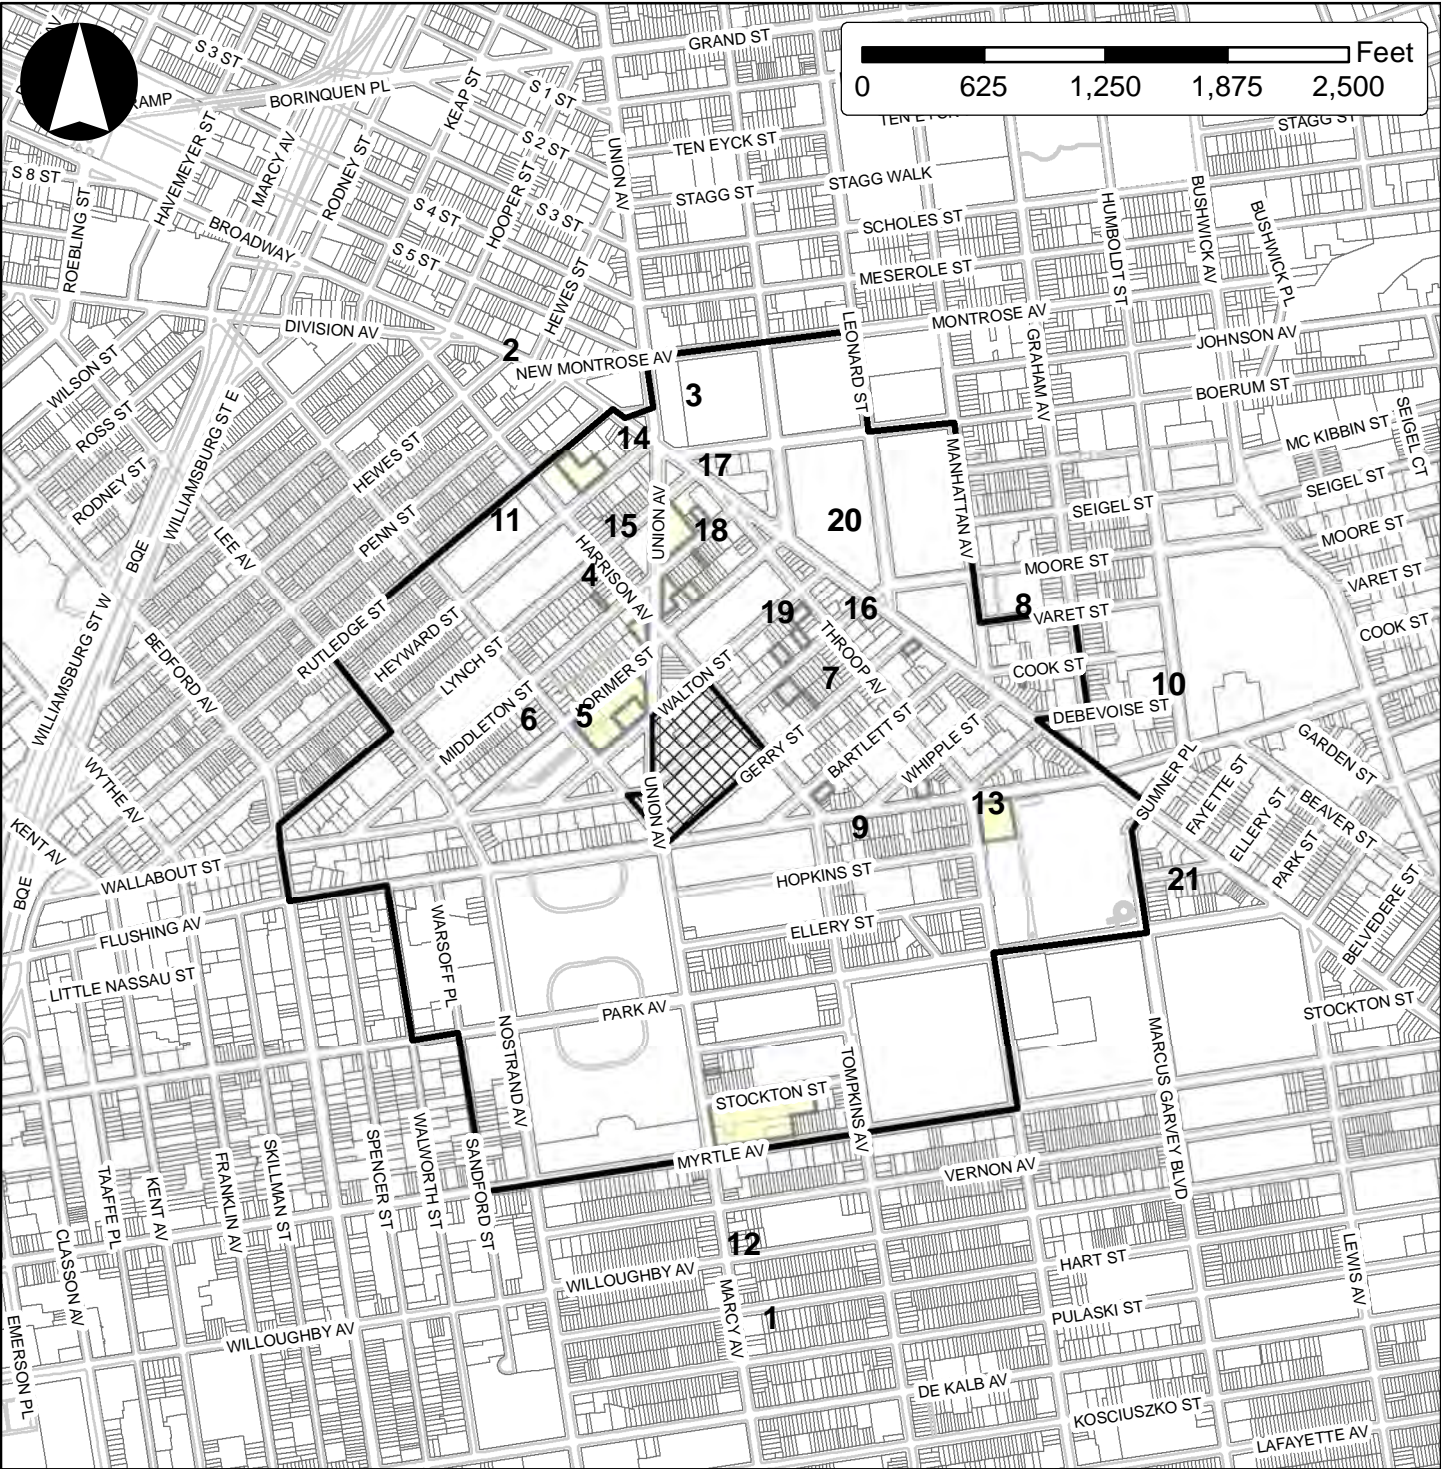 GRAND ST
Feet
0 625 1,250 1,875 2,500
S 3 ST
RAMP
BORINQUEN PL
KEAP ST
S 1 ST
S 2 ST
UNION AV
TEN EYCK ST
STAGG ST
STAGG WALK
STAGG ST
S 8 ST
HAVEMEYER ST
MARCY AV
RODNEY ST
HOOPER ST
S 3 ST
S 4 ST
S 5 ST
SCHOLES ST
HUMBOLDT ST
BUSHWICK AV
BUSHWICK PL
ROEBLING ST
BROADWAY
HEWES ST
MESEROLE ST
MONTROSE AV
DIVISION AV
LEONARD ST
GRAHAM AV
JOHNSON AV
2
NEW MONTROSE AV
WILSON ST
3
BOERUM ST
ROSS ST
WILLIAMSBURG ST E
SEIGEL CT
MC KIBBIN ST
14
HEWES ST
17
MANHATTAN AV
RODNEY ST
SEIGEL ST
SEIGEL ST
11
PENN ST
15
UNION AV
18
20
MOORE ST
LEE AV
BQE
HARRISON AV
4
MOORE ST
VARET ST
WILLIAMSBURG ST W
RUTLEDGE ST
HEYWARD ST
19
16
8
VARET ST
COOK ST
BEDFORD AV
LYNCH ST
LORIMER ST
WALTON ST
THROOP AV
7
COOK ST
10
MIDDLETON ST
6
5
BARTLETT ST
WHIPPLE ST
DEBEVOISE ST
GERRY ST
WYTHE AV
UNION AV
SUMNER PL
GARDEN ST
FAYETTE ST
BEAVER ST
ELLERY ST
PARK ST
13
9
KENT AV
BQE
WALLABOUT ST
HOPKINS ST
21
FLUSHING AV
WARSOFF PL
ELLERY ST
BELVEDERE ST
LITTLE NASSAU ST
PARK AV
STOCKTON ST
NOSTRAND AV
TOMPKINS AV
MARCUS GARVEY BLVD
STOCKTON ST
MYRTLE AV
VERNON AV
TAAFFE PL
KENT AV
FRANKLIN AV
SKILLMAN ST
SPENCER ST
WALWORTH ST
SANDFORD ST
CLASSON AV
12
HART ST
LEWIS AV
WILLOUGHBY AV
MARCY AV
1
PULASKI ST
EMERSON PL
WILLOUGHBY AV
DE KALB AV
KOSCIUSZKO ST
LAFAYETTE AV